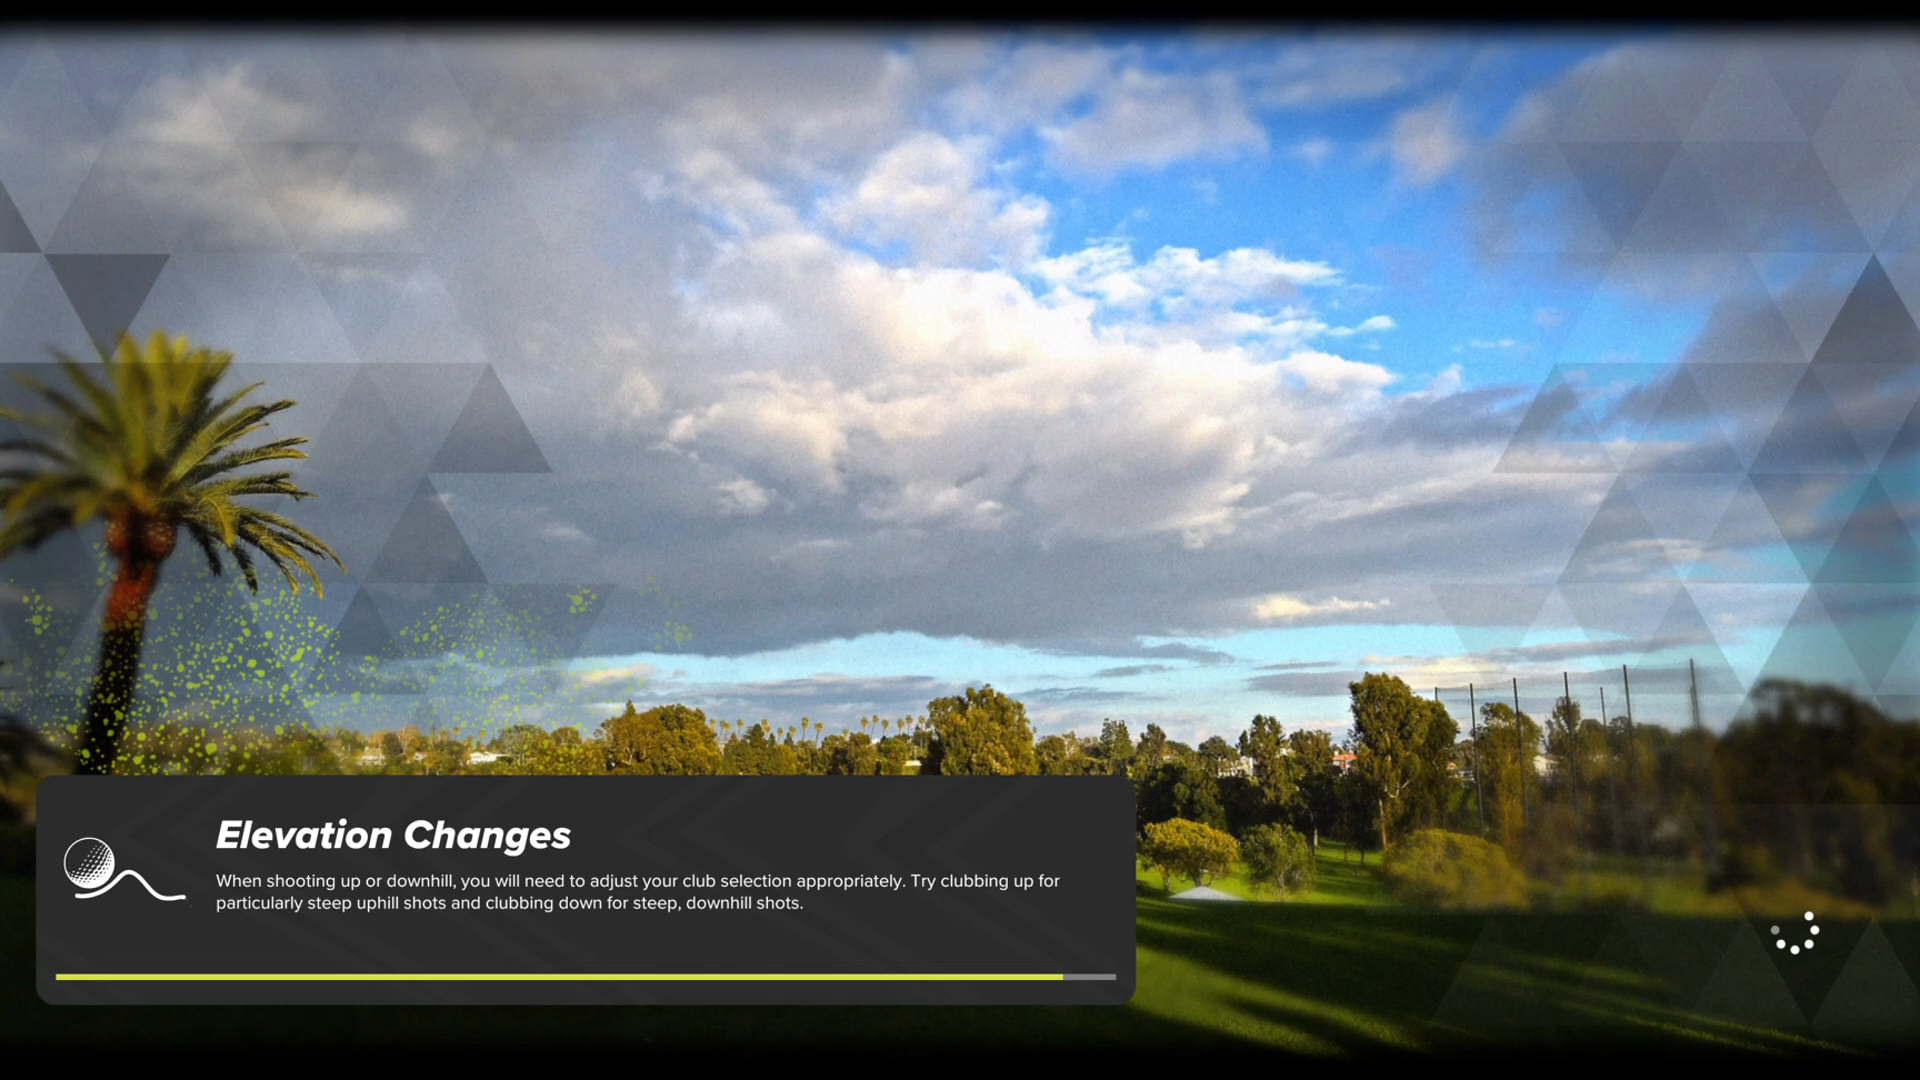 Elevation Changes
When shooting up or downhill, you will need to adjust your club selection appropriately. Try clubbing up for
particularly steep uphill shots and clubbing down for steep, downhill shots.